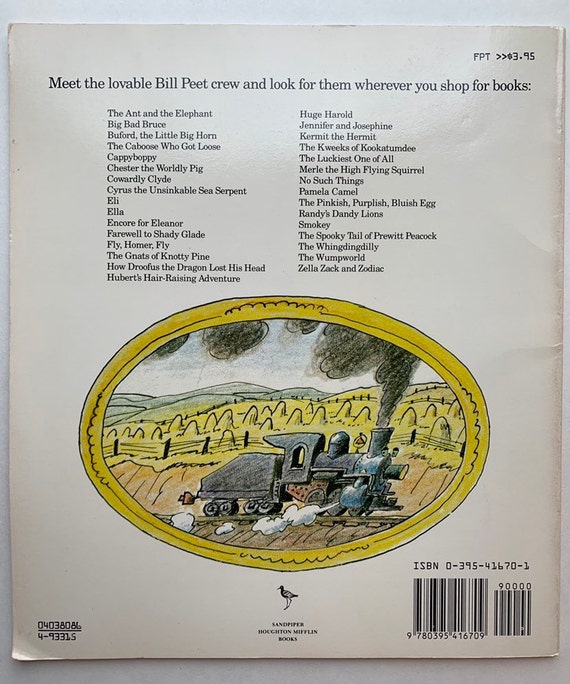 FPT >>$3.95
Meet the lovable Bill Peet crew and look for them wherever you shop for books:
The Ant and the Elephant
Big Bad Bruce
Buford, the Little Big Horn
The Caboose Who Got Loose
Cappyboppy
Chester the Worldly Pig
Cowardly Clyde
Cyrus the Unsinkable Sea Serpent
Eli
Ella
Encore for Eleanor
Farewell to Shady Glade
Fly, Homer, Fly
The Gnats of Knotty Pine
How Droofus the Dragon Lost His Head
Hubert's Hair-Raising Adventure
Huge Harold
Jennifer and Josephine
Kermit the Hermit
The Kweeks of Kookatumdee
The Luckiest One of All
Merle the High Flying Squirrel
No Such Things
Pamela Camel
The Pinkish, Purplish, Bluish Egg
Randy's Dandy Lions
Smokey
The Spooky Tail of Prewitt Peacock
The Whingdingdilly
The Wumpworld
Zella Zack and Zodiac
ISBN 0-395-41670-1
90000
9 780395 416709
SANDPIPER
HOUGHTON MIFFLIN
BOOKS
04038086
4-93315